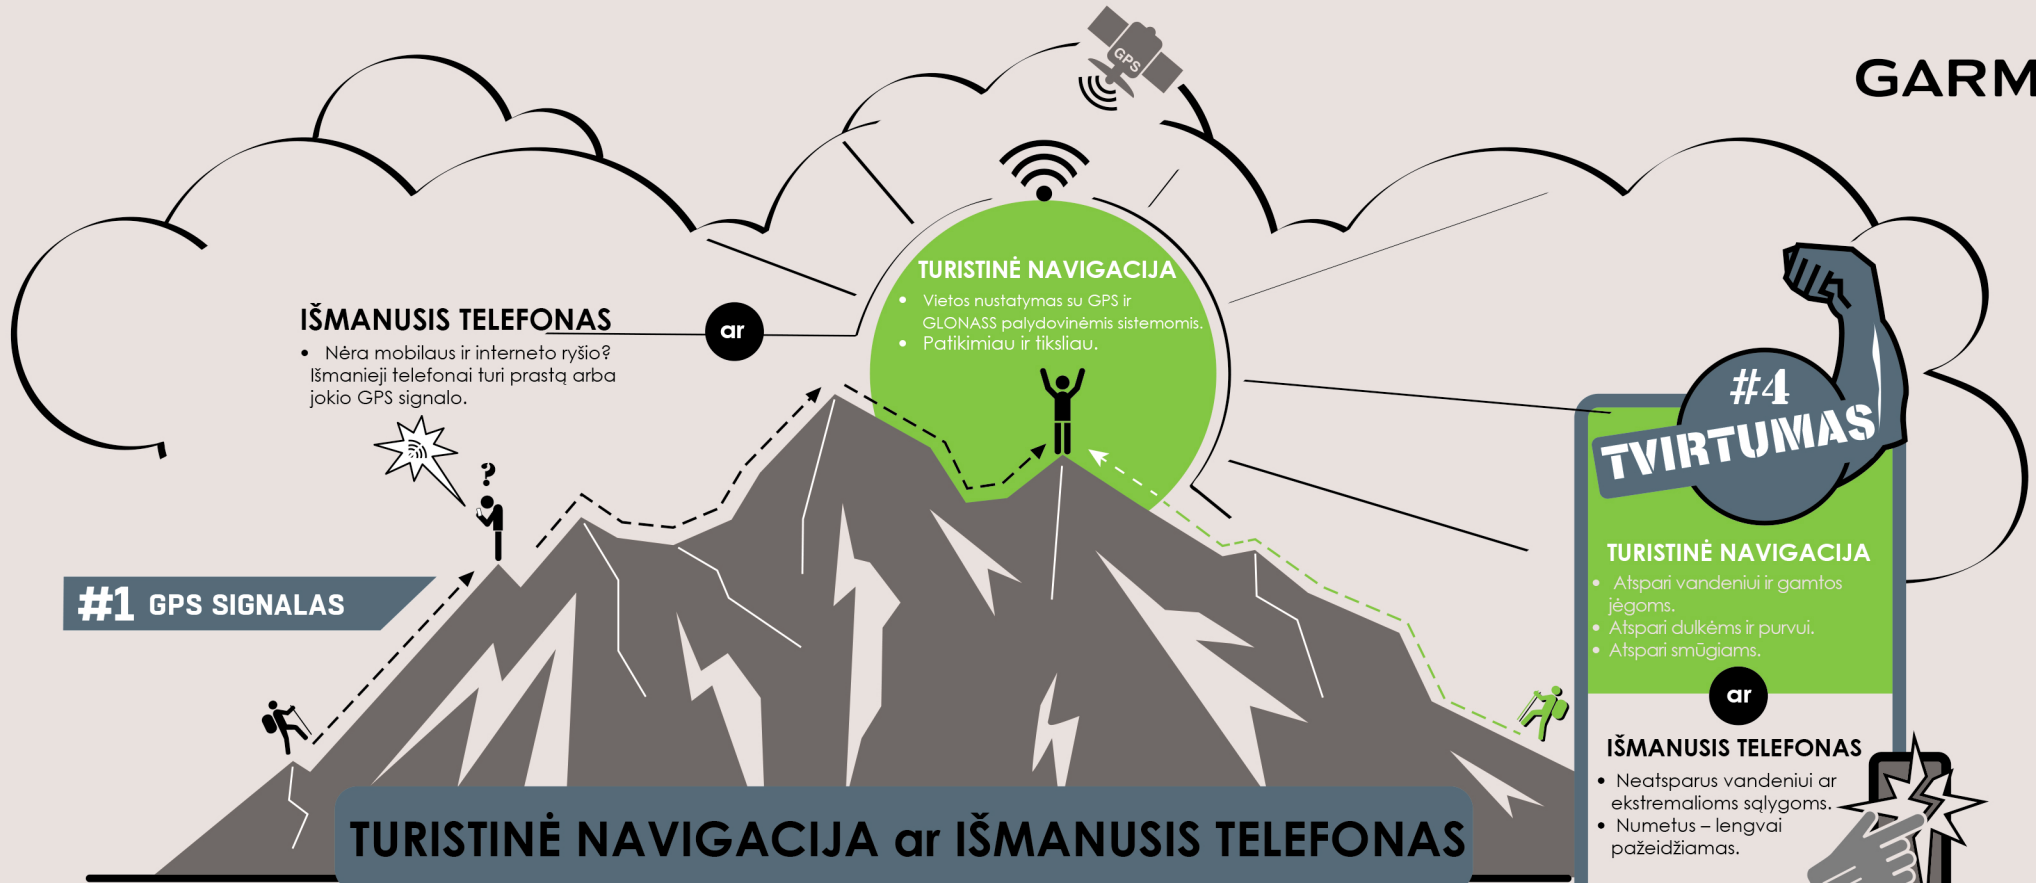 GPS
GARM
IŠMANUSIS TELEFONAS
• Nėra mobilaus ir interneto ryšio?
Išmanieji telefonai turi prastą arba
jokio GPS signalo.
ar
TURISTINĖ NAVIGACIJA
• Vietos nustatymas su GPS ir
GLONASS palydovinėmis sistemomis.
• Patikimiau ir tiksliau.
?
#1 GPS SIGNALAS
#4
TVIRTUMAS
TURISTINĖ NAVIGACIJA
• Atspari vandeniui ir gamtos
jėgoms.
• Atspari dulkėms ir purvui.
• Atspari smūgiams.
ar
IŠMANUSIS TELEFONAS
• Neatsparus vandeniui ar
ekstremalioms sąlygoms.
• Numetus – lengvai
pažeidžiamas.
TURISTINĖ NAVIGACIJA ar IŠMANUSIS TELEFONAS